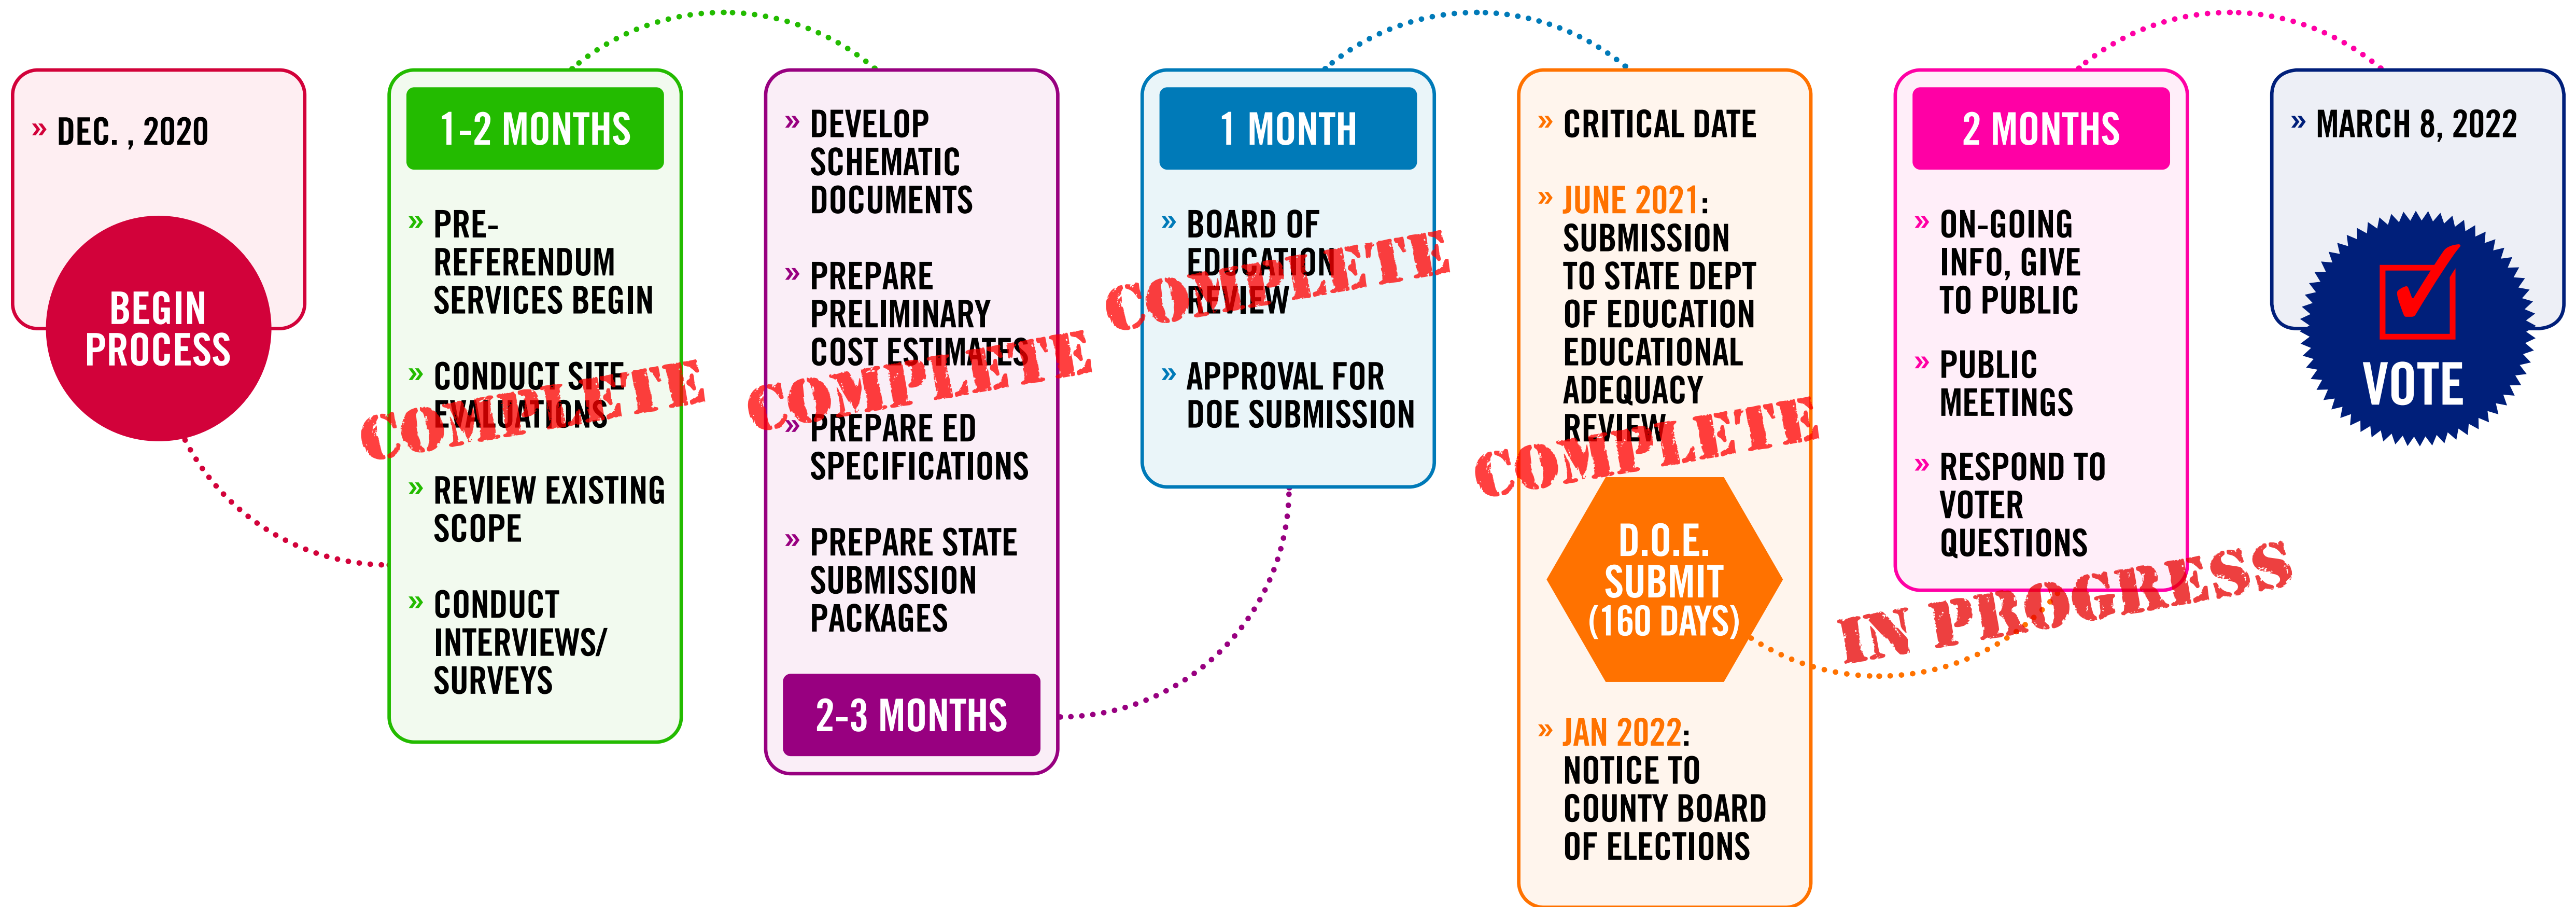 » DEC. , 2020
BEGIN
PROCESS
1-2 MONTHS
» PRE-
REFERENDUM
SERVICES BEGIN
» CONDUCT SITE
EVALUATIONS
» REVIEW EXISTING
SCOPE
» CONDUCT
INTERVIEWS/
SURVEYS
COMPLETE
» DEVELOP
SCHEMATIC
DOCUMENTS
» PREPARE
PRELIMINARY
COST ESTIMATES
» PREPARE ED
SPECIFICATIONS
» PREPARE STATE
SUBMISSION
PACKAGES
2-3 MONTHS
COMPLETE
1 MONTH
» BOARD OF
EDUCATION
REVIEW
» APPROVAL FOR
DOE SUBMISSION
COMPLETE
» CRITICAL DATE
» JUNE 2021:
SUBMISSION
TO STATE DEPT
OF EDUCATION
EDUCATIONAL
ADEQUACY
REVIEW
COMPLETE
D.O.E.
SUBMIT
(160 DAYS)
» JAN 2022:
NOTICE TO
COUNTY BOARD
OF ELECTIONS
2 MONTHS
» ON-GOING
INFO, GIVE
TO PUBLIC
» PUBLIC
MEETINGS
» RESPOND TO
VOTER
QUESTIONS
IN PROGRESS
» MARCH 8, 2022
VOTE